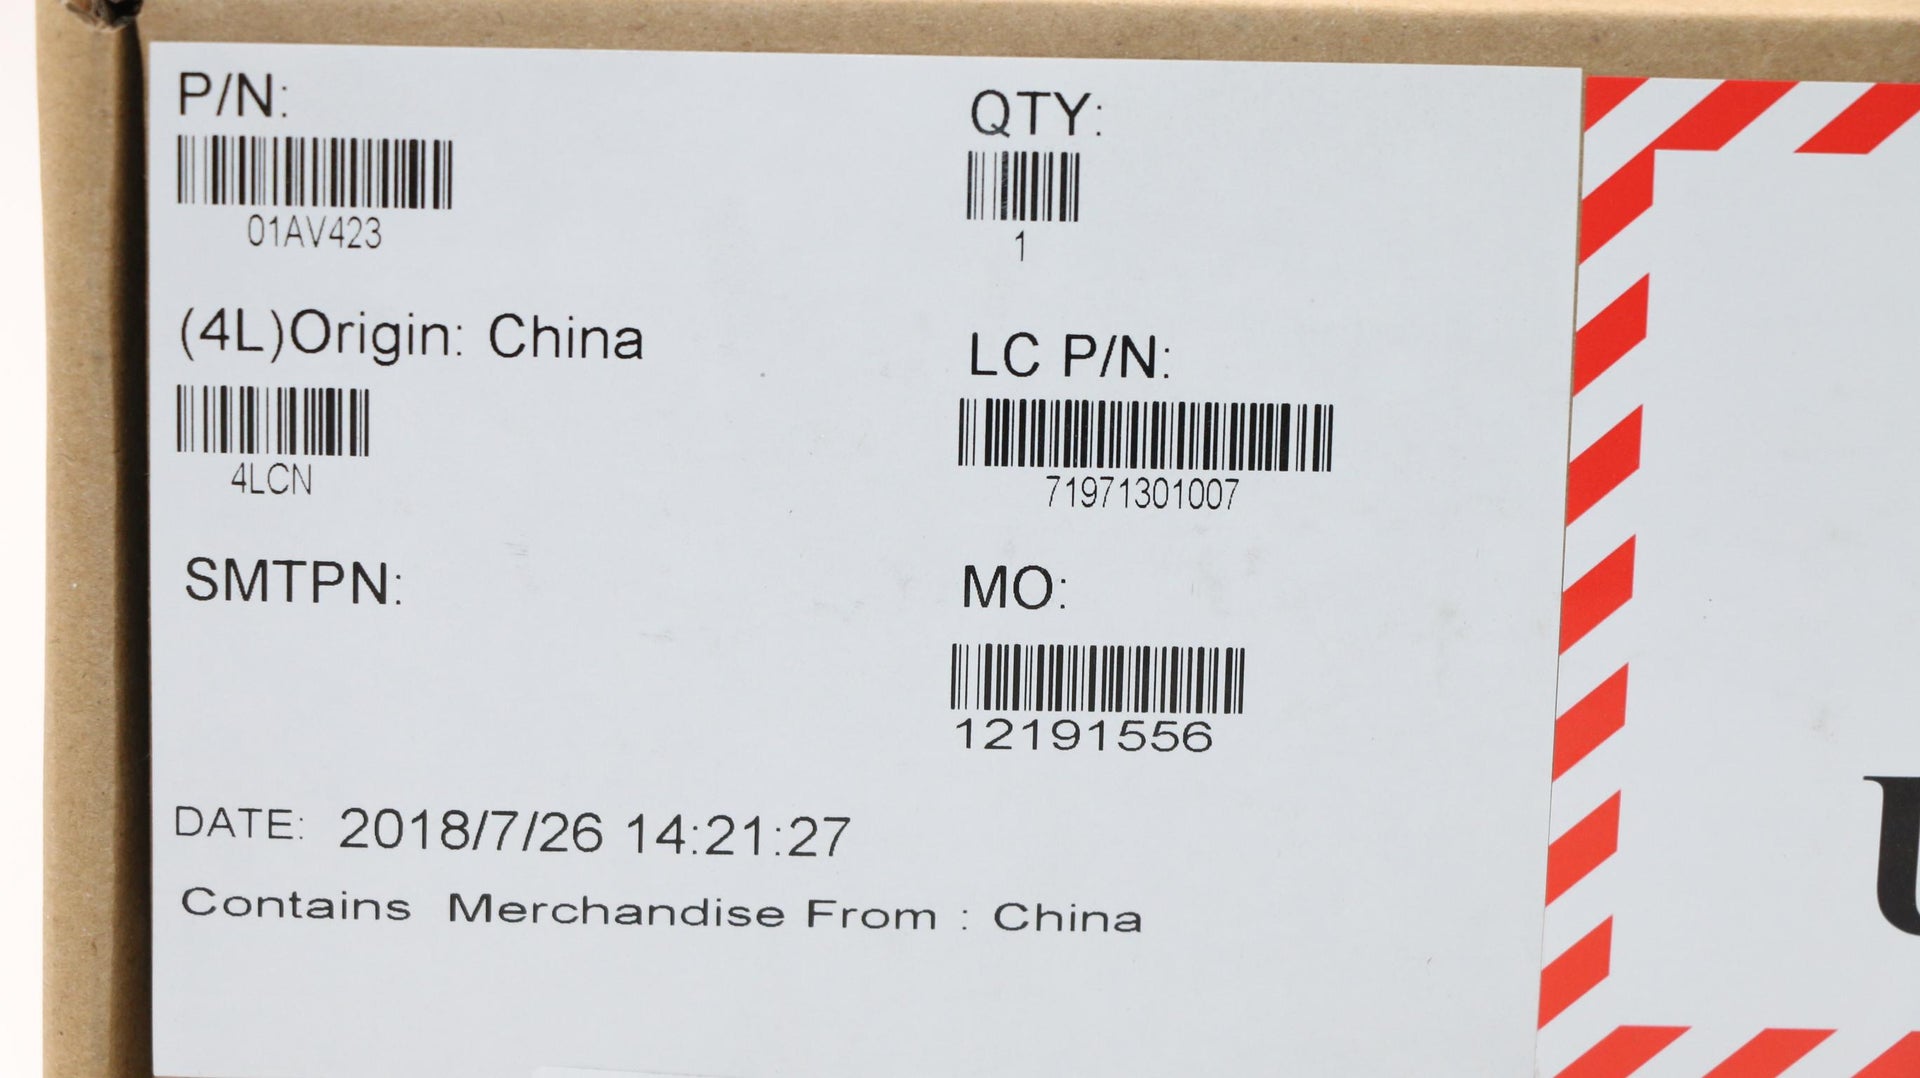 P/N:
01AV423
QTY:
1
(4L)Origin: China
4LCN
LC P/N:
71971301007
SMTPN:
MO:
12191556
DATE: 2018/7/26 14:21:27
Contains Merchandise From : China